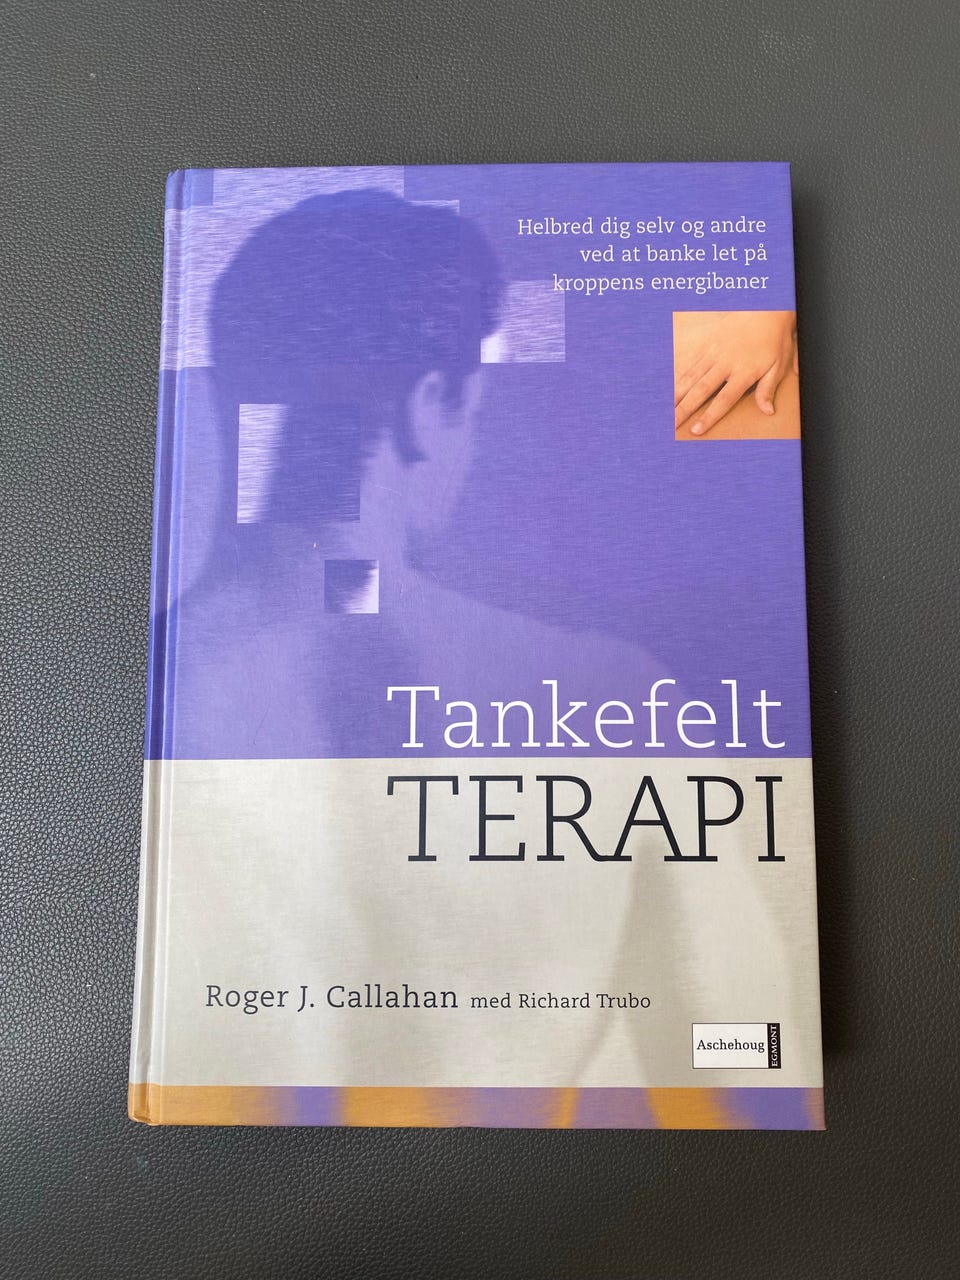 Helbred dig selv og andre
ved at banke let på
kroppens energibaner
Tankefelt
TERAPI
Roger J. Callahan med Richard Trubo
Aschehoug
EGMONT